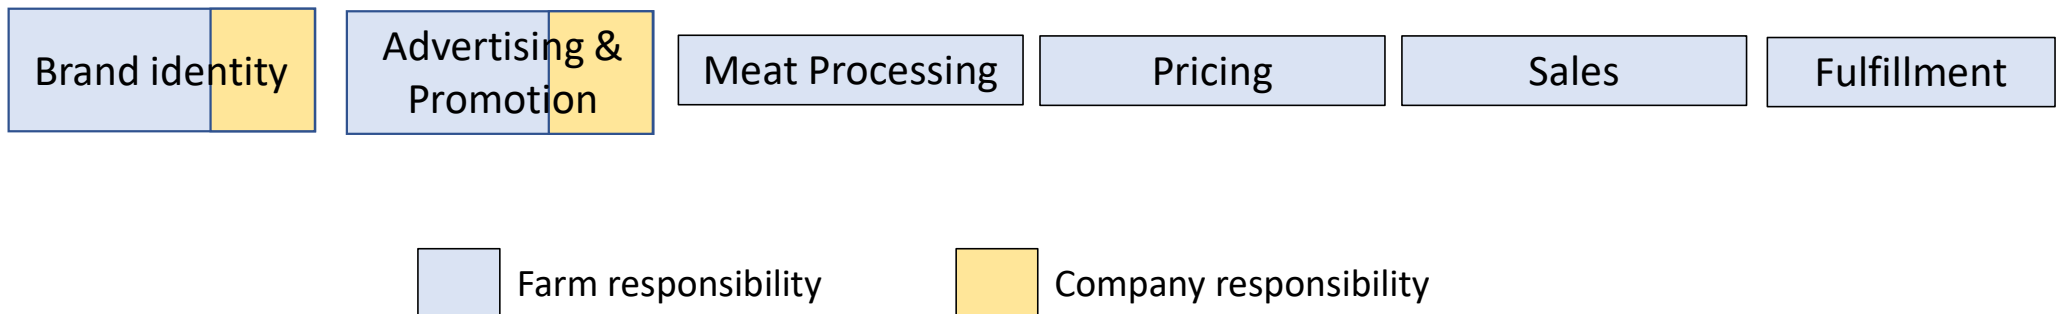 Brand identity
Advertising &
Promotion
Meat Processing
Pricing
Sales
Fulfillment
Farm responsibility
Company responsibility